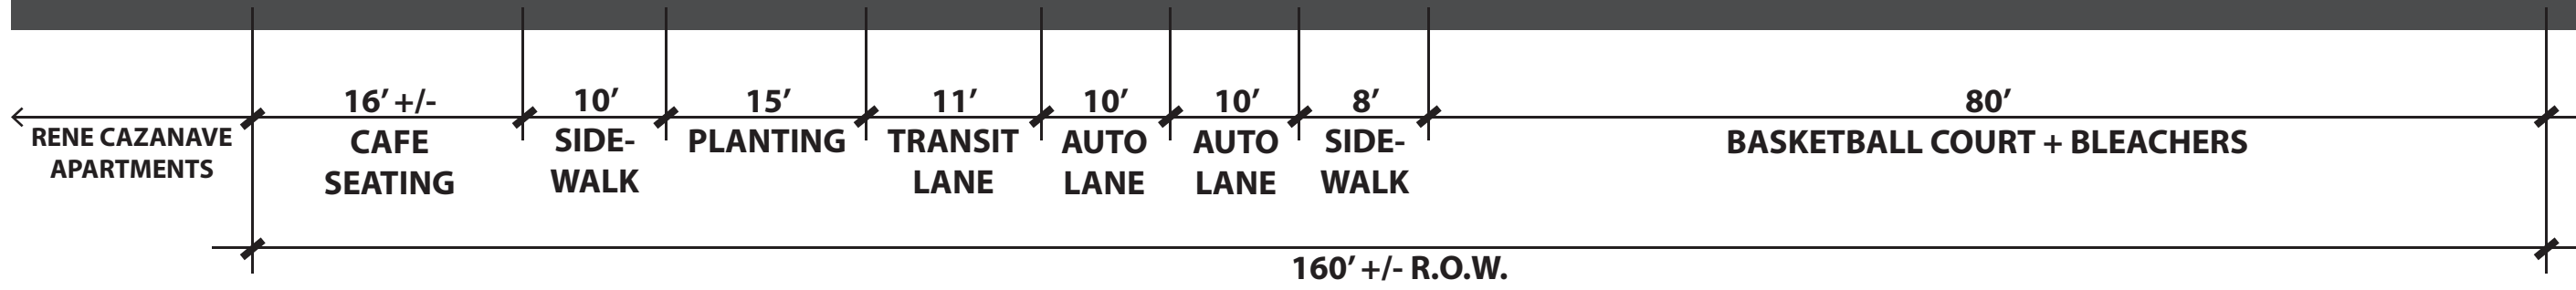 16’ +/-
10’
15’
11’
10’
10’
8’
80’
RENE CAZANAVE
APARTMENTS
CAFE
SEATING
SIDE-
WALK
PLANTING
TRANSIT
LANE
AUTO
LANE
AUTO
LANE
SIDE-
WALK
BASKETBALL COURT + BLEACHERS
160’ +/- R.O.W.